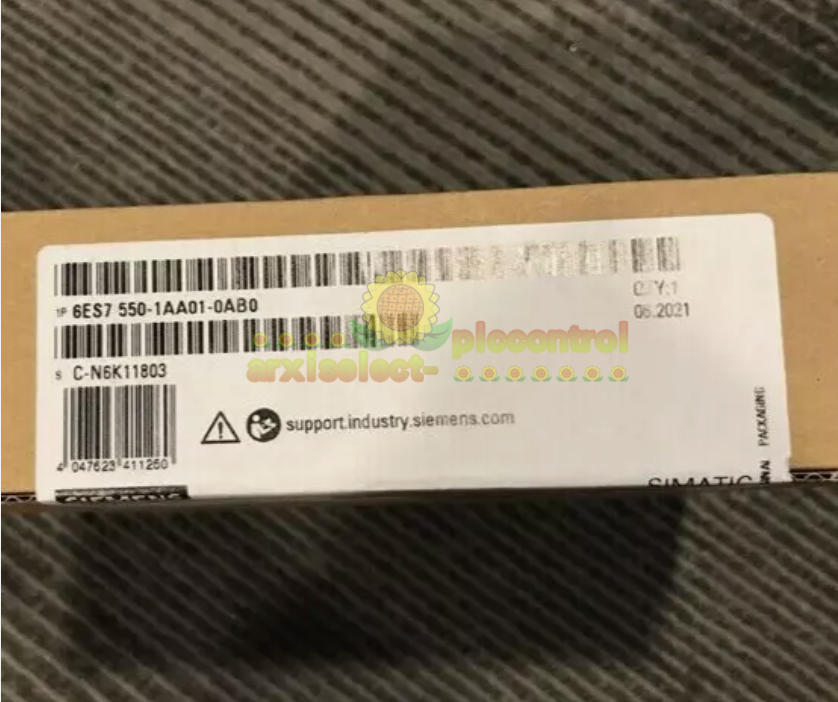 1P 6ES7 550-1AA01-0AB0
QTY:1
06.2021
S C-N6K11803
plccontrol
arxiselect-
support.industry.siemens.com
4 047623 411260
SIEMENS
SIMATIC
PACKAGING